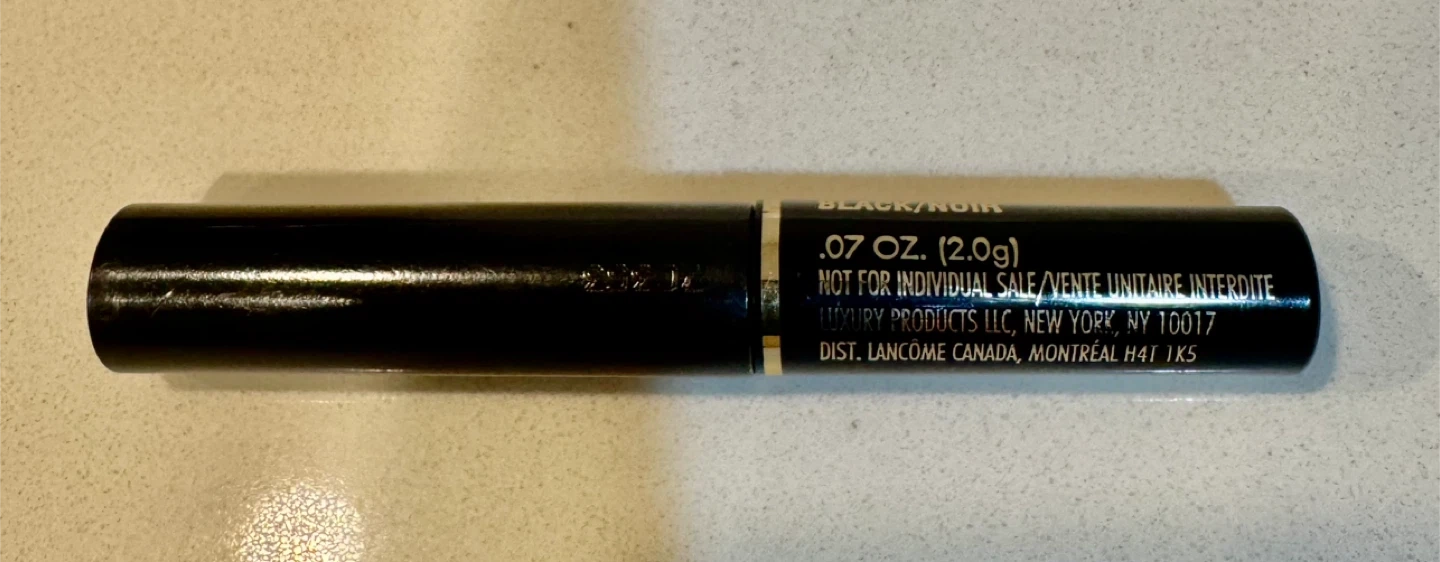 BLACK/NOIR
.07 OZ. (2.0g)
NOT FOR INDIVIDUAL SALE/VENTE UNITAIRE INTERDITE
LUXURY PRODUCTS LLC, NEW YORK, NY 10017
DIST. LANCÔME CANADA, MONTRÉAL H4T 1K5